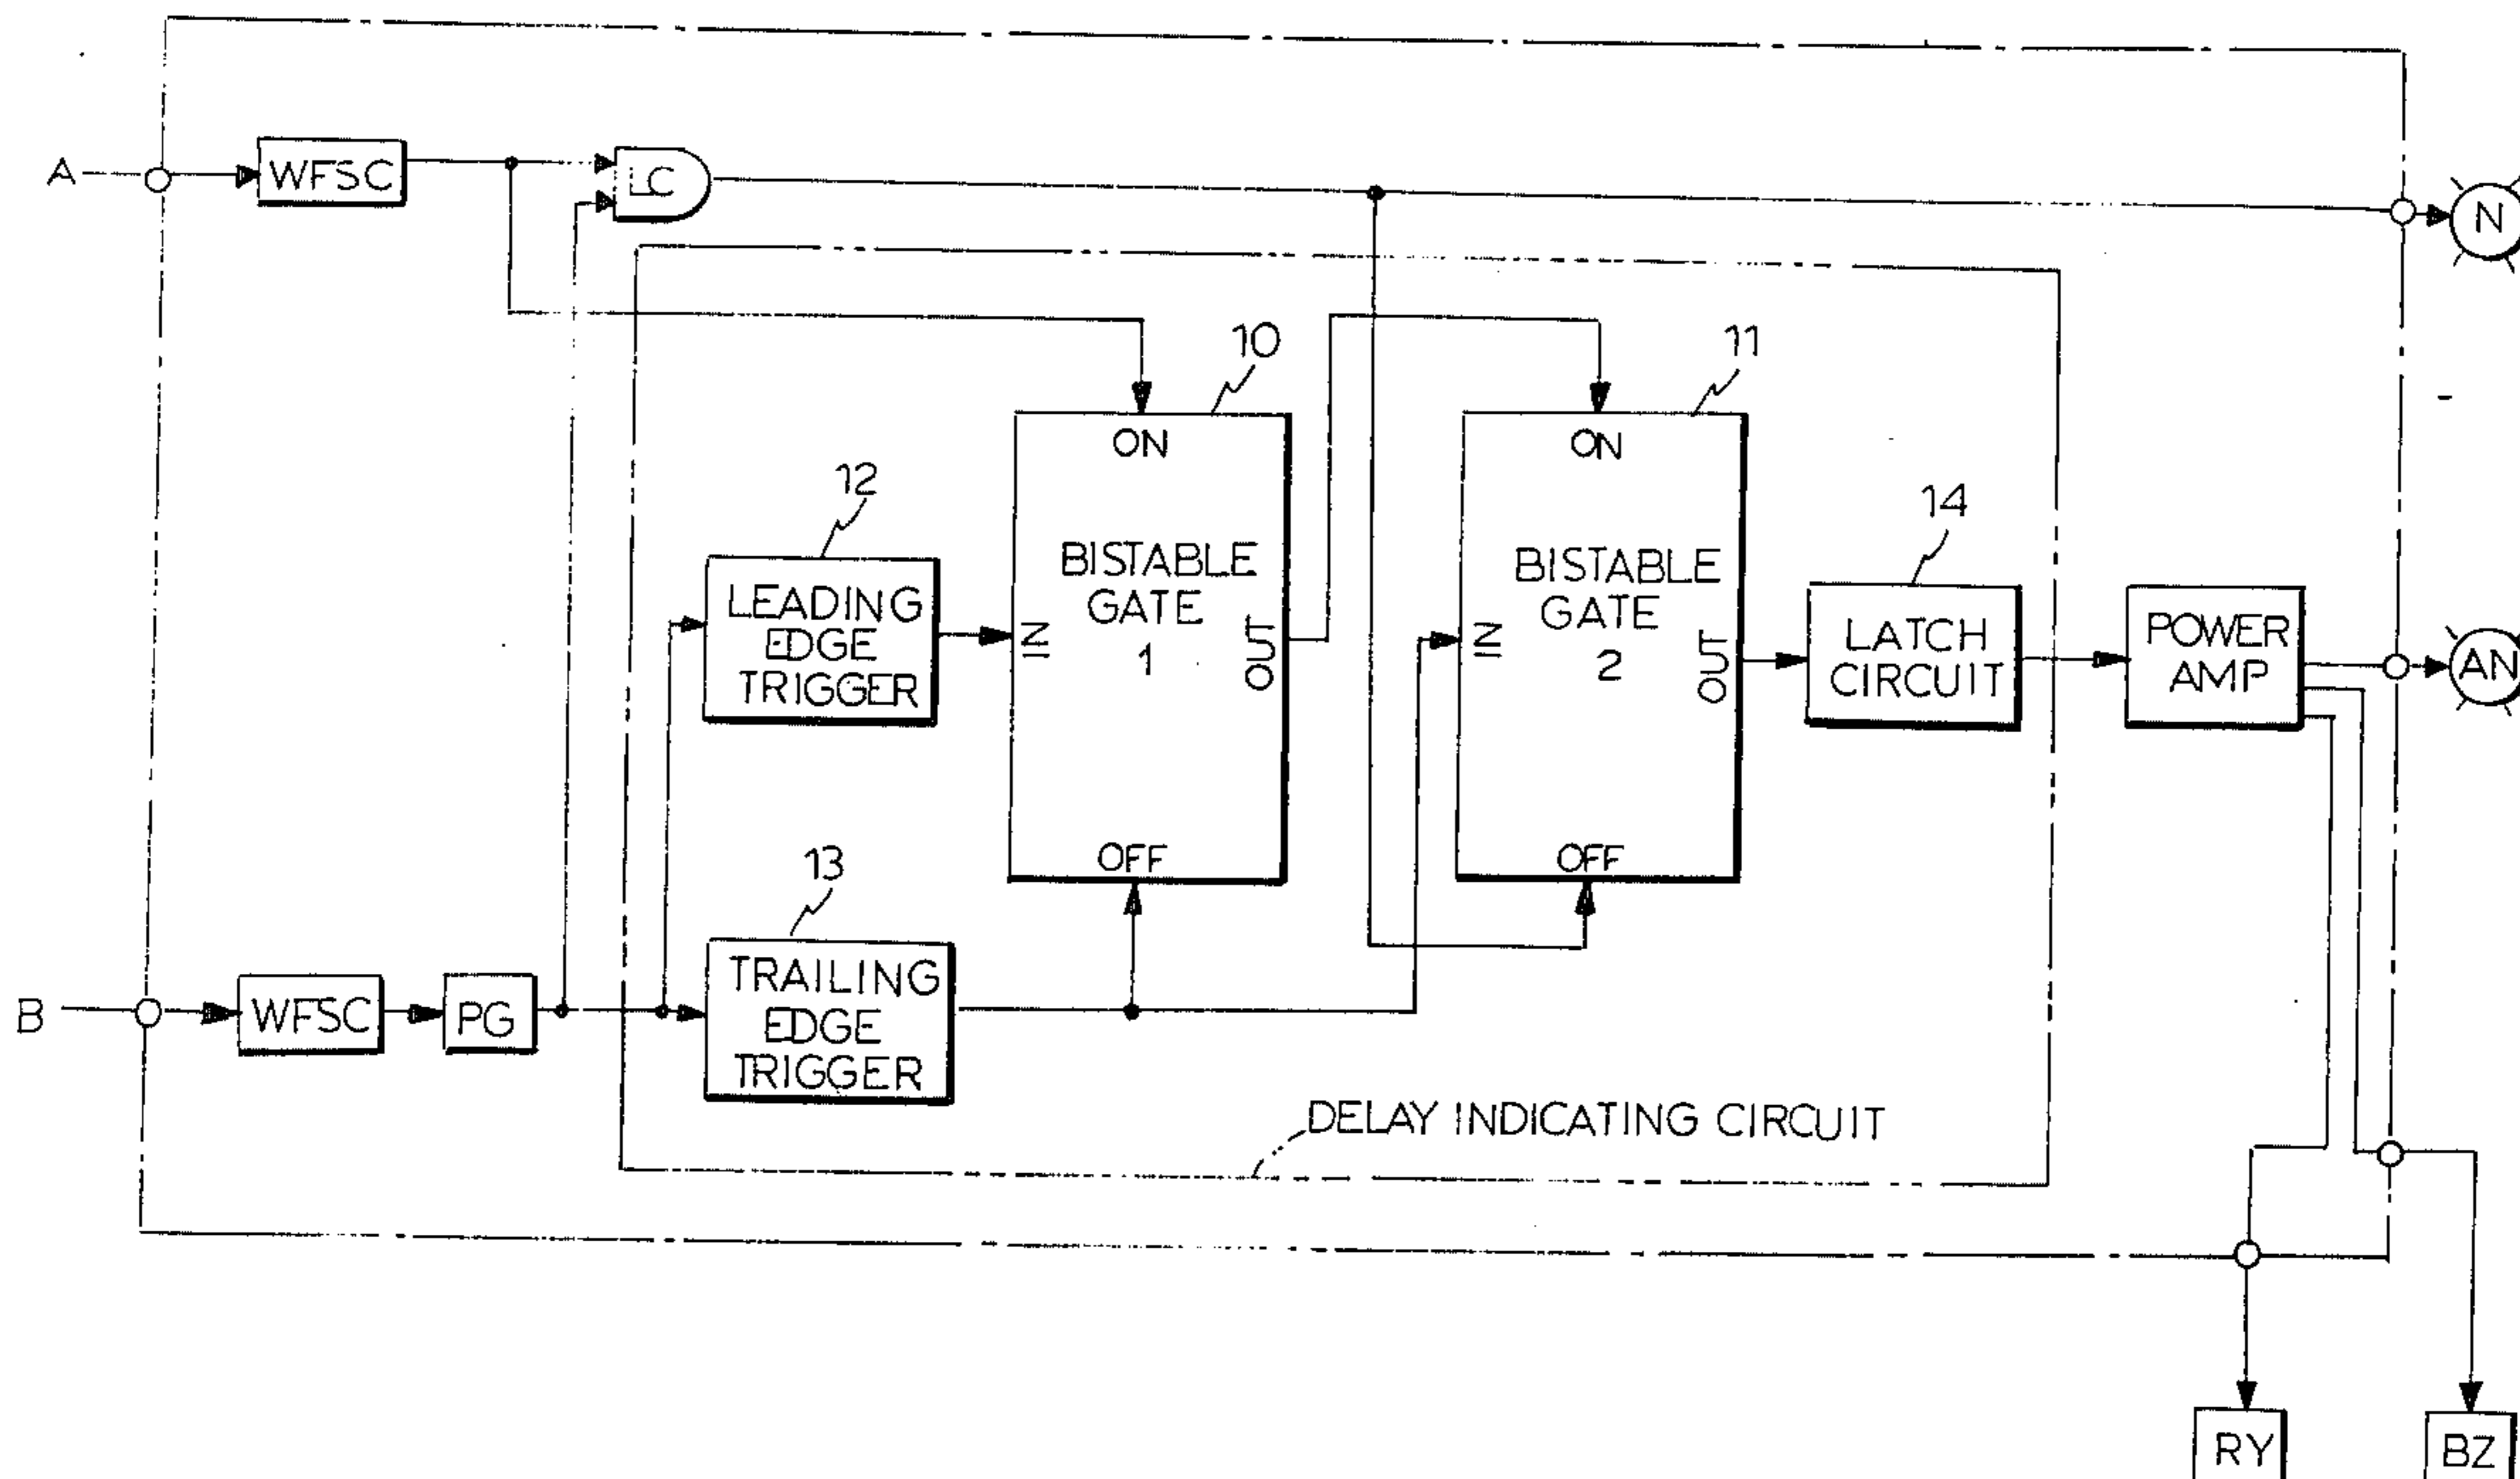 A
WFSC
LC
N
10
11
ON
ON
12
14
BISTABLE
GATE
1
BISTABLE
GATE
2
LEADING
EDGE
TRIGGER
IN
OUT
IN
OUT
LATCH
CIRCUIT
POWER
AMP
AN
13
OFF
OFF
B
WFSC
PG
TRAILING
EDGE
TRIGGER
DELAY INDICATING CIRCUIT
RY
BZ